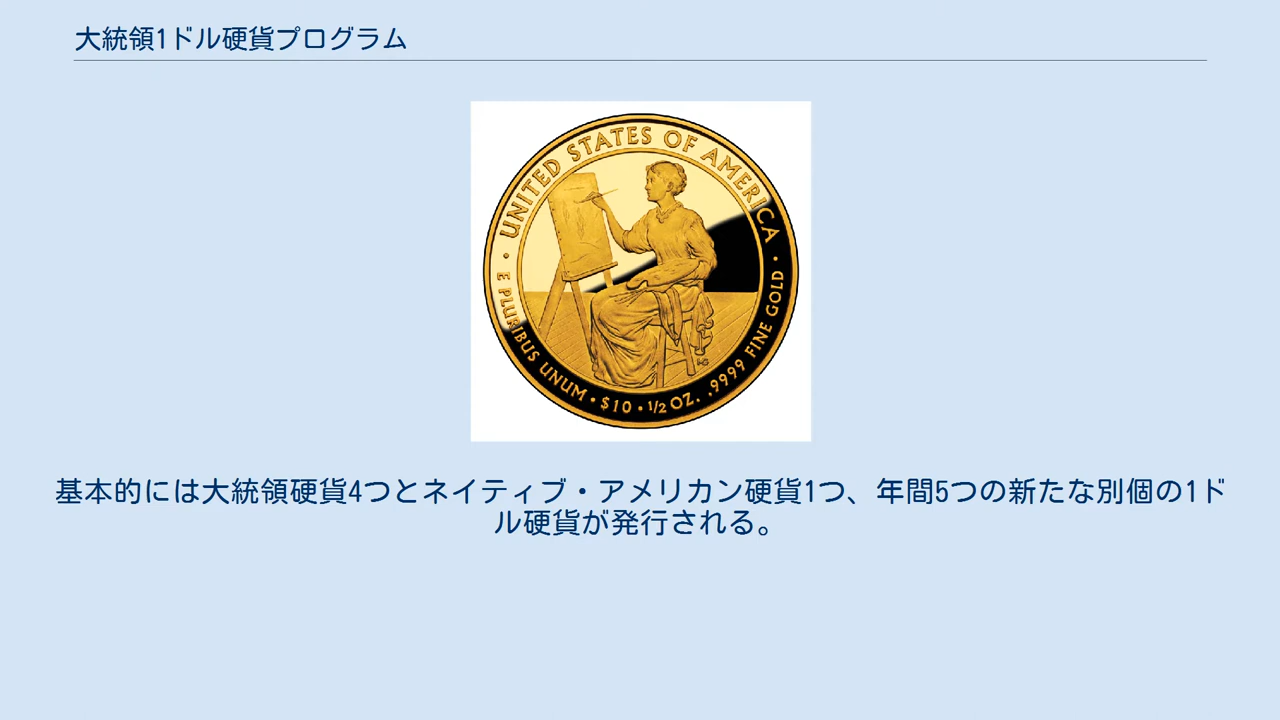 大統領1ドル硬貨プログラム
UNITED STATES OF AMERICA
E PLURIBUS UNUM • $10 • 1/2 OZ. .9999 FINE GOLD
基本的には大統領硬貨4つとネイティブ・アメリカン硬貨1つ、年間5つの新たな別個の1ド
ル硬貨が発行される。